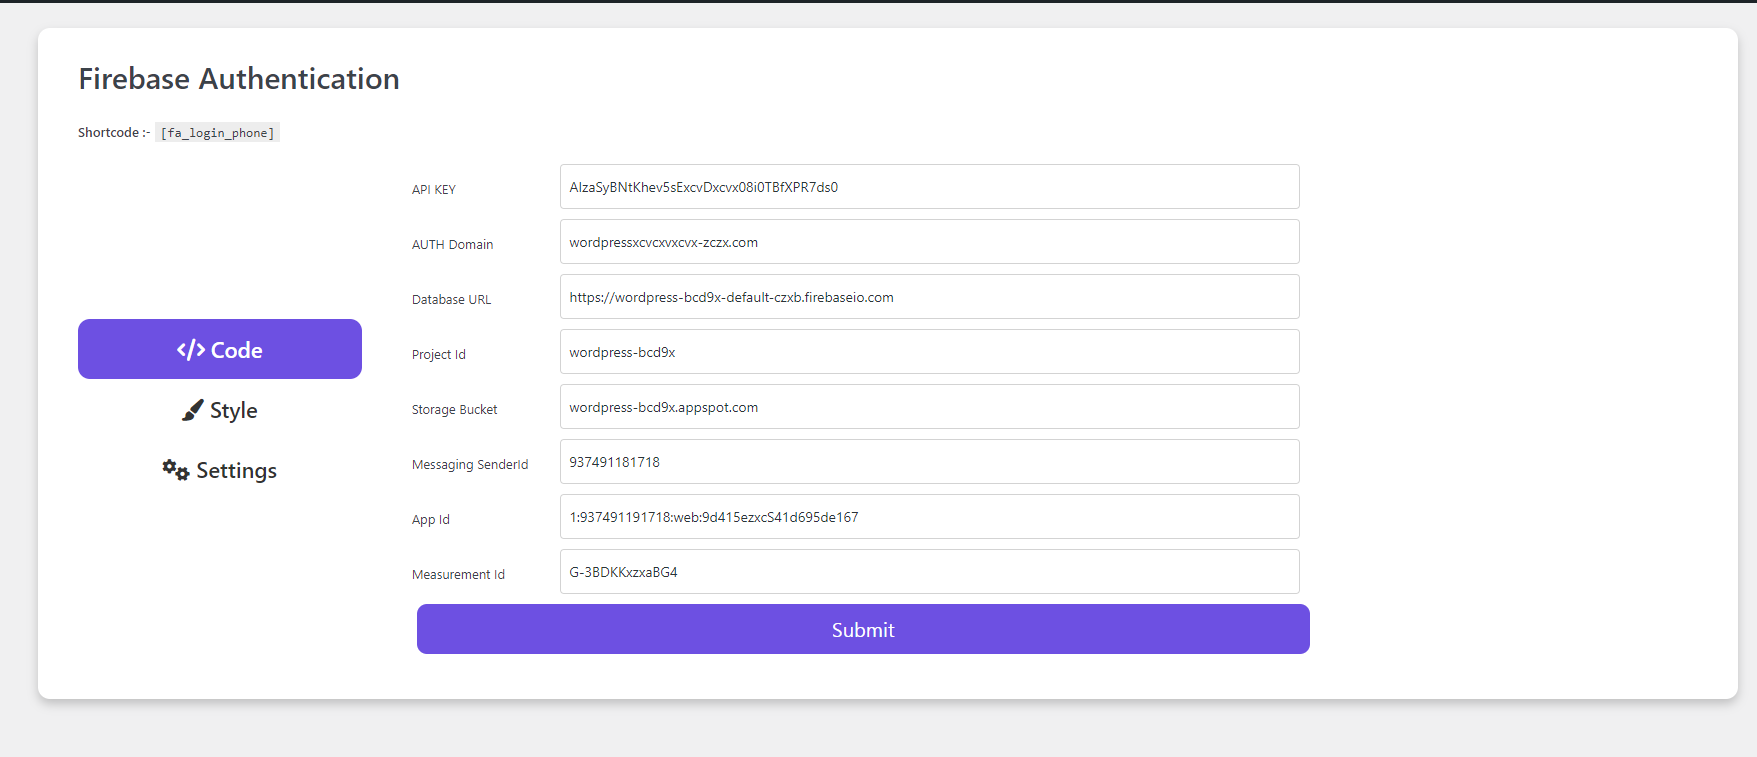 Firebase Authentication
Shortcode :- [fa_login_phone]
API KEY AIzaSyBNtKhev5sExcvDxcvx08i0TBfXPR7ds0
AUTH Domain wordpressxcvcxvxcvx-zczx.com
Database URL https://wordpress-bcd9x-default-czxb.firebaseio.com
</> Code
Project Id wordpress-bcd9x
Style
Storage Bucket wordpress-bcd9x.appspot.com
Settings
Messaging SenderId 937491181718
App Id 1:937491191718:web:9d415ezxcS41d695de167
Measurement Id G-3BDKKxzxaBG4
Submit